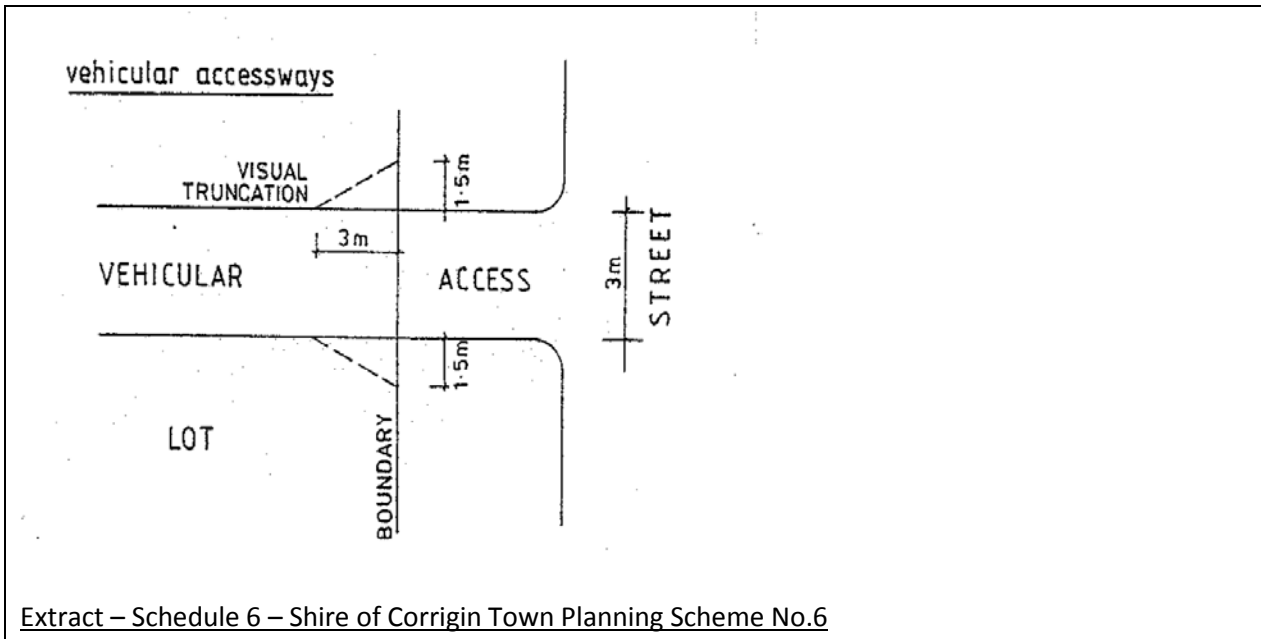 vehicular accessways
VISUAL
TRUNCATION
1·5m
3m
VEHICULAR
ACCESS
3m
STREET
1·5m
LOT
BOUNDARY
Extract – Schedule 6 – Shire of Corrigin Town Planning Scheme No.6